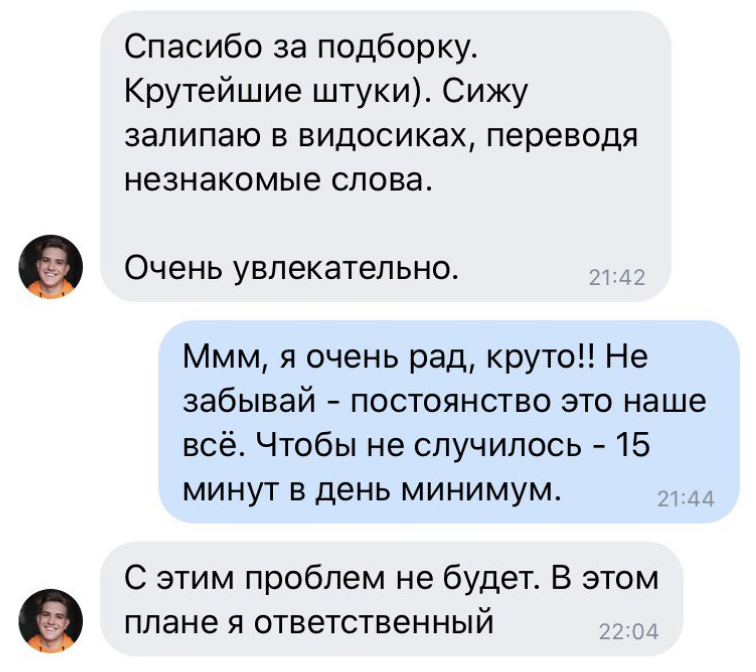 Спасибо за подборку.
Крутейшие штуки). Сижу
залипаю в видосиках, переводя
незнакомые слова.
Очень увлекательно.
21:42
Ммм, я очень рад, круто!! Не
забывай - постоянство это наше
всё. Чтобы не случилось - 15
минут в день минимум.
21:44
С этим проблем не будет. В этом
плане я ответственный
22:04